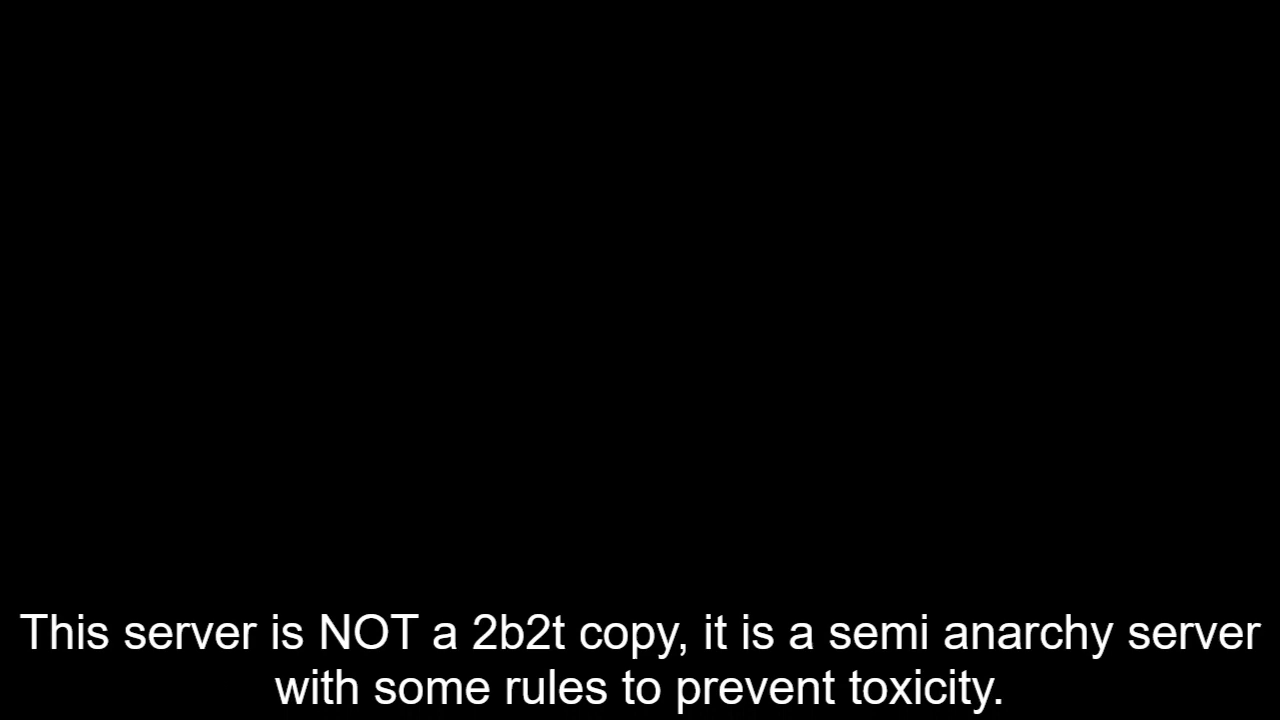 This server is NOT a 2b2t copy, it is a semi anarchy server
with some rules to prevent toxicity.